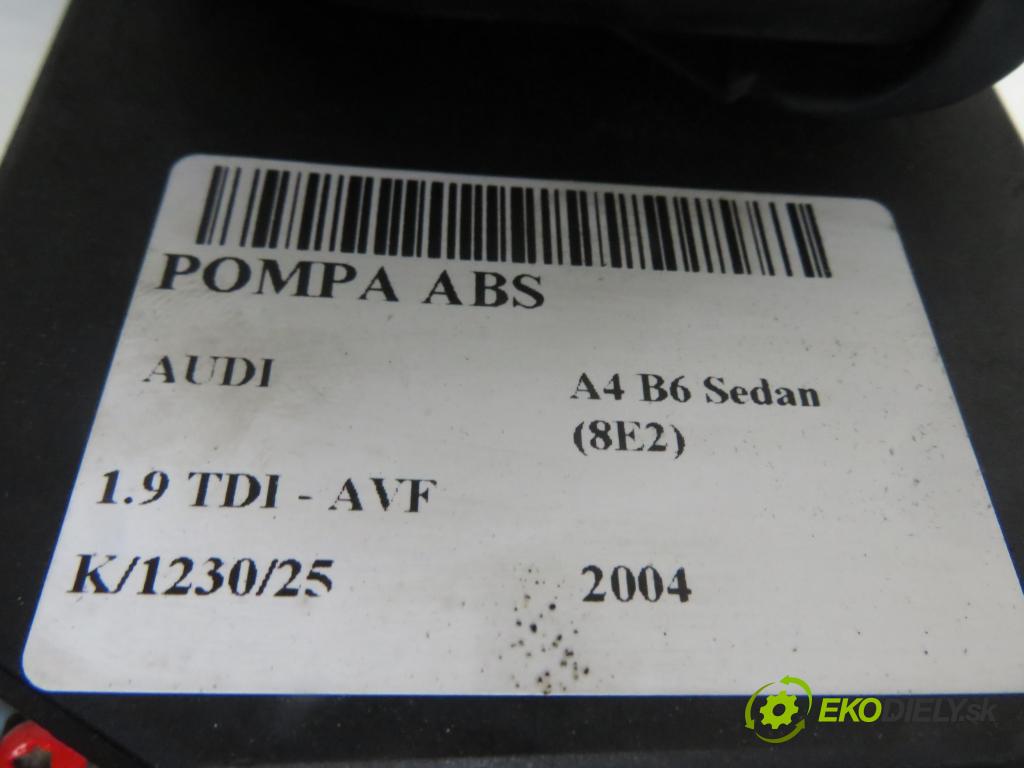 POMPA ABS
AUDI
A4 B6 Sedan
(8E2)
1.9 TDI - AVF
K/1230/25
2004
EKODIELY.sk